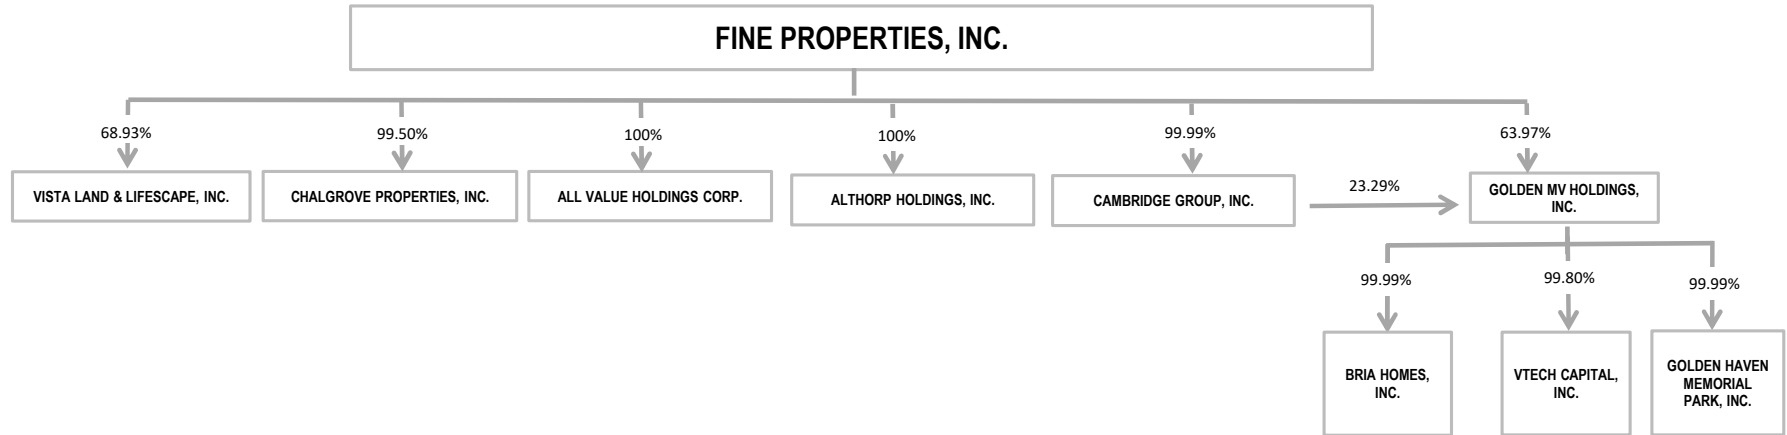 FINE PROPERTIES, INC.
68.93%
99.50%
100%
100%
99.99%
63.97%
VISTA LAND & LIFESCAPE, INC.
CHALGROVE PROPERTIES, INC.
ALL VALUE HOLDINGS CORP.
ALTHORP HOLDINGS, INC.
CAMBRIDGE GROUP, INC.
23.29%
GOLDEN MV HOLDINGS,
INC.
99.99%
99.80%
99.99%
BRIA HOMES,
INC.
VTECH CAPITAL,
INC.
GOLDEN HAVEN
MEMORIAL
PARK, INC.